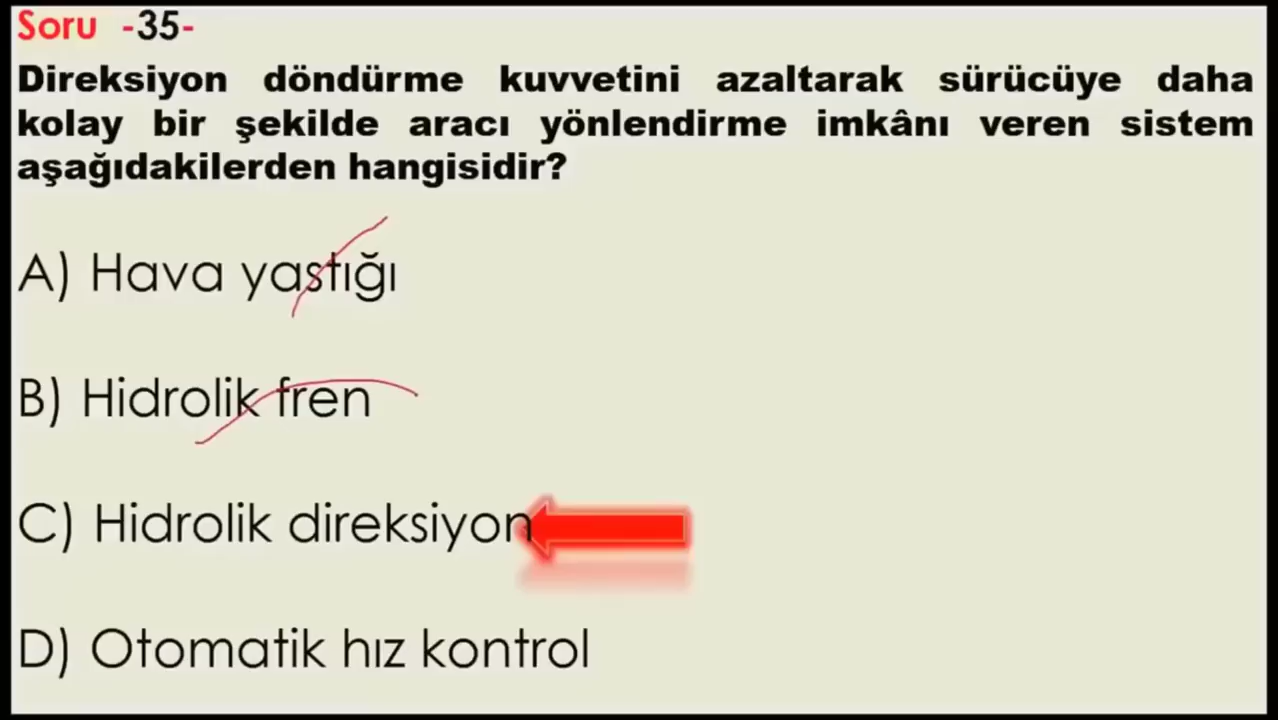 Soru -35-
Direksiyon döndürme kuvvetini azaltarak sürücüye daha
kolay bir şekilde aracı yönlendirme imkânı veren sistem
aşağıdakilerden hangisidir?
A) Hava yastığı
B) Hidrolik fren
C) Hidrolik direksiyon
D) Otomatik hız kontrol